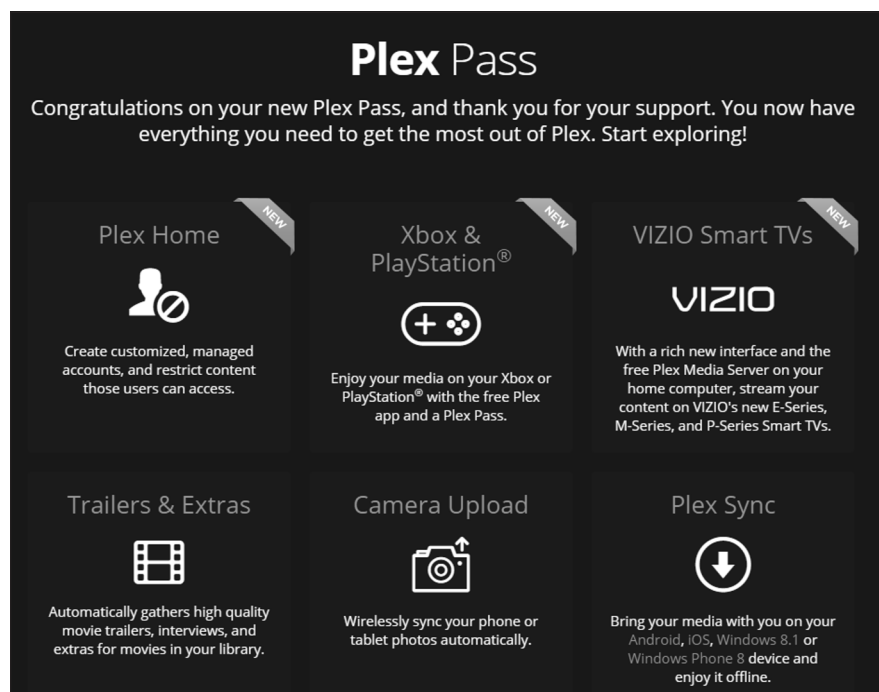 Plex Pass
Congratulations on your new Plex Pass, and thank you for your support. You now have
everything you need to get the most out of Plex. Start exploring!
NEW
Plex Home
Create customized, managed
accounts, and restrict content
those users can access.
NEW
Xbox &
PlayStation®
Enjoy your media on your Xbox or
PlayStation® with the free Plex
app and a Plex Pass.
NEW
VIZIO Smart TVs
VIZIO
With a rich new interface and the
free Plex Media Server on your
home computer, stream your
content on VIZIO's new E-Series,
M-Series, and P-Series Smart TVs.
Trailers & Extras
Automatically gathers high quality
movie trailers, interviews, and
extras for movies in your library.
Camera Upload
Wirelessly sync your phone or
tablet photos automatically.
Plex Sync
Bring your media with you on your
Android, iOS, Windows 8.1 or
Windows Phone 8 device and
enjoy it offline.